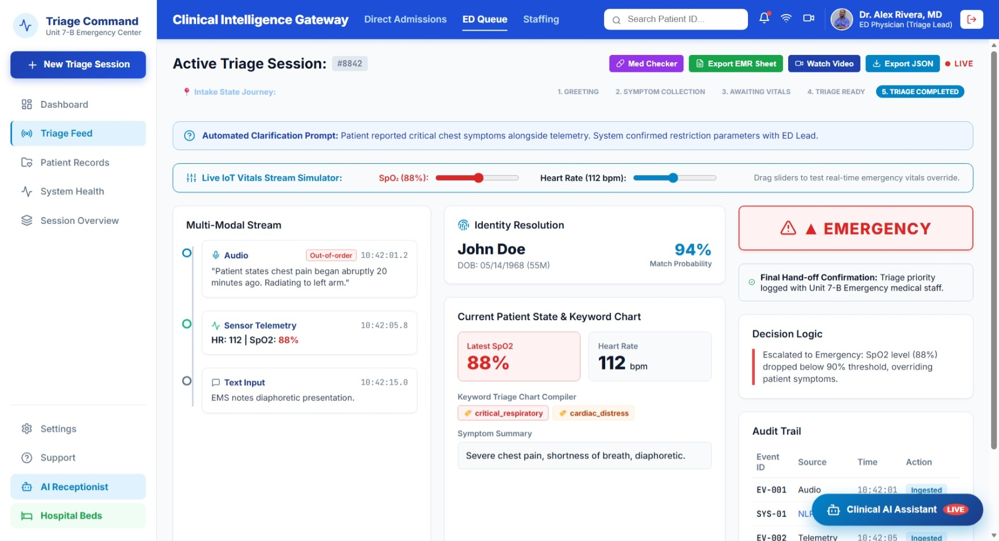 Triage Command
Unit 7-B Emergency Center
New Triage Session
Dashboard
Triage Feed
Patient Records
System Health
Session Overview
Settings
Support
AI Receptionist
Hospital Beds
Clinical Intelligence Gateway
Direct Admissions
ED Queue
Staffing
Search Patient ID...
Dr. Alex Rivera, MD
ED Physician (Triage Lead)
Active Triage Session: #8842
Med Checker
Export EMR Sheet
Watch Video
Export JSON
LIVE
Intake State Journey:
1. GREETING
2. SYMPTOM COLLECTION
3. AWAITING VITALS
4. TRIAGE READY
5. TRIAGE COMPLETED
Automated Clarification Prompt: Patient reported critical chest symptoms alongside telemetry. System confirmed restriction parameters with ED Lead.
Live IoT Vitals Stream Simulator:
SpO₂ (88%):
Heart Rate (112 bpm):
Drag sliders to test real-time emergency vitals override.
Multi-Modal Stream
Audio Out-of-order 10:42:01.2
"Patient states chest pain began abruptly 20
minutes ago. Radiating to left arm."
Sensor Telemetry 10:42:05.8
HR: 112 | SpO2: 88%
Text Input 10:42:15.0
EMS notes diaphoretic presentation.
Identity Resolution
John Doe
DOB: 05/14/1968 (55M)
94%
Match Probability
Current Patient State & Keyword Chart
Latest SpO2
88%
Heart Rate
112 bpm
Keyword Triage Chart Compiler
critical_respiratory
cardiac_distress
Symptom Summary
Severe chest pain, shortness of breath, diaphoretic.
▲ EMERGENCY
Final Hand-off Confirmation: Triage priority
logged with Unit 7-B Emergency medical staff.
Decision Logic
Escalated to Emergency: SpO2 level (88%)
dropped below 90% threshold, overriding
patient symptoms.
Audit Trail
Event
ID
Source
Time
Action
EV-001 Audio 10:42:01 Ingested
SYS-01
Clinical AI Assistant LIVE
EV-002 Telemetry 10:42:05 Ingested